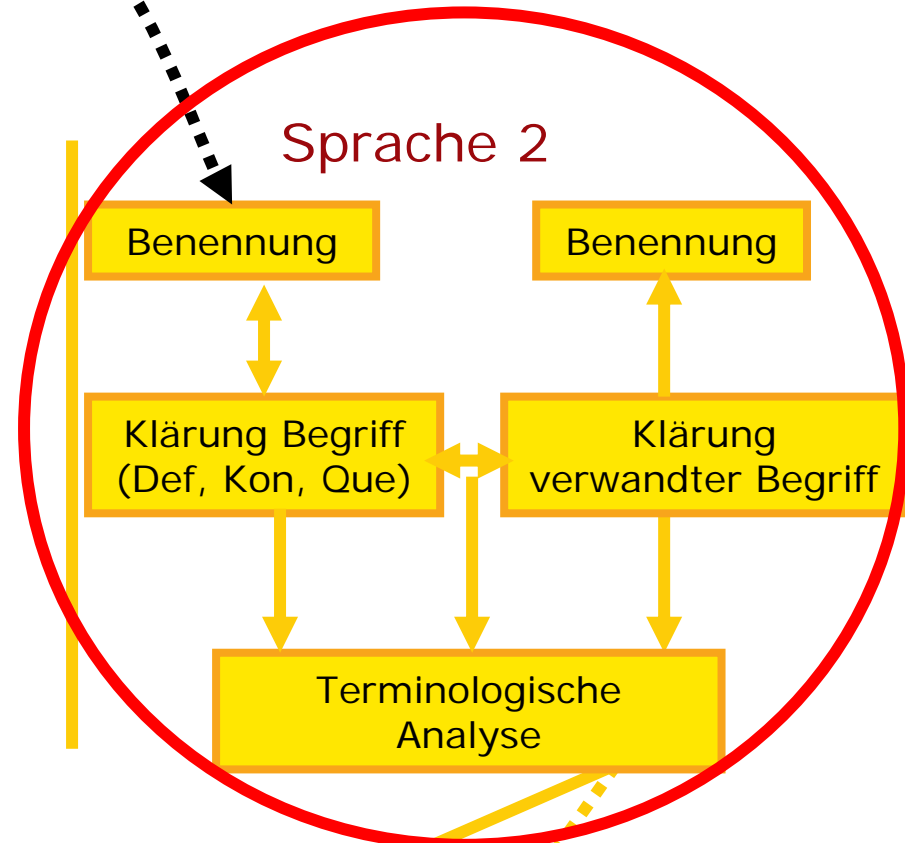 Sprache 2
Benennung
Benennung
Klärung Begriff
(Def, Kon, Que)
Klärung
verwandter Begriff
Terminologische
Analyse